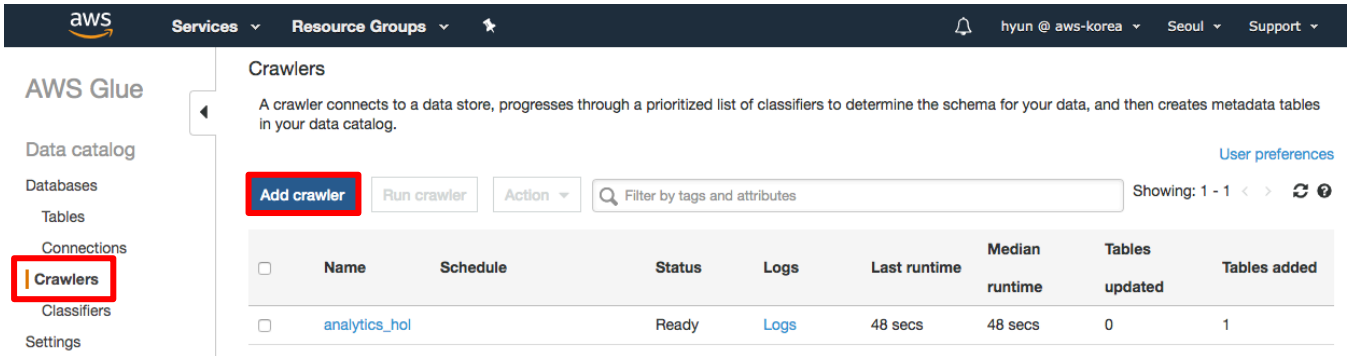 aws Services Resource Groups hyun @ aws-korea Seoul Support
AWS Glue
Data catalog
Databases
Tables
Connections
Crawlers
Classifiers
Settings
Crawlers
A crawler connects to a data store, progresses through a prioritized list of classifiers to determine the schema for your data, and then creates metadata tables
in your data catalog.
User preferences
Add crawler Run crawler Action Filter by tags and attributes Showing: 1 - 1 < >
Name Schedule Status Logs Last runtime Median runtime Tables updated Tables added
analytics_hol Ready Logs 48 secs 48 secs 0 1